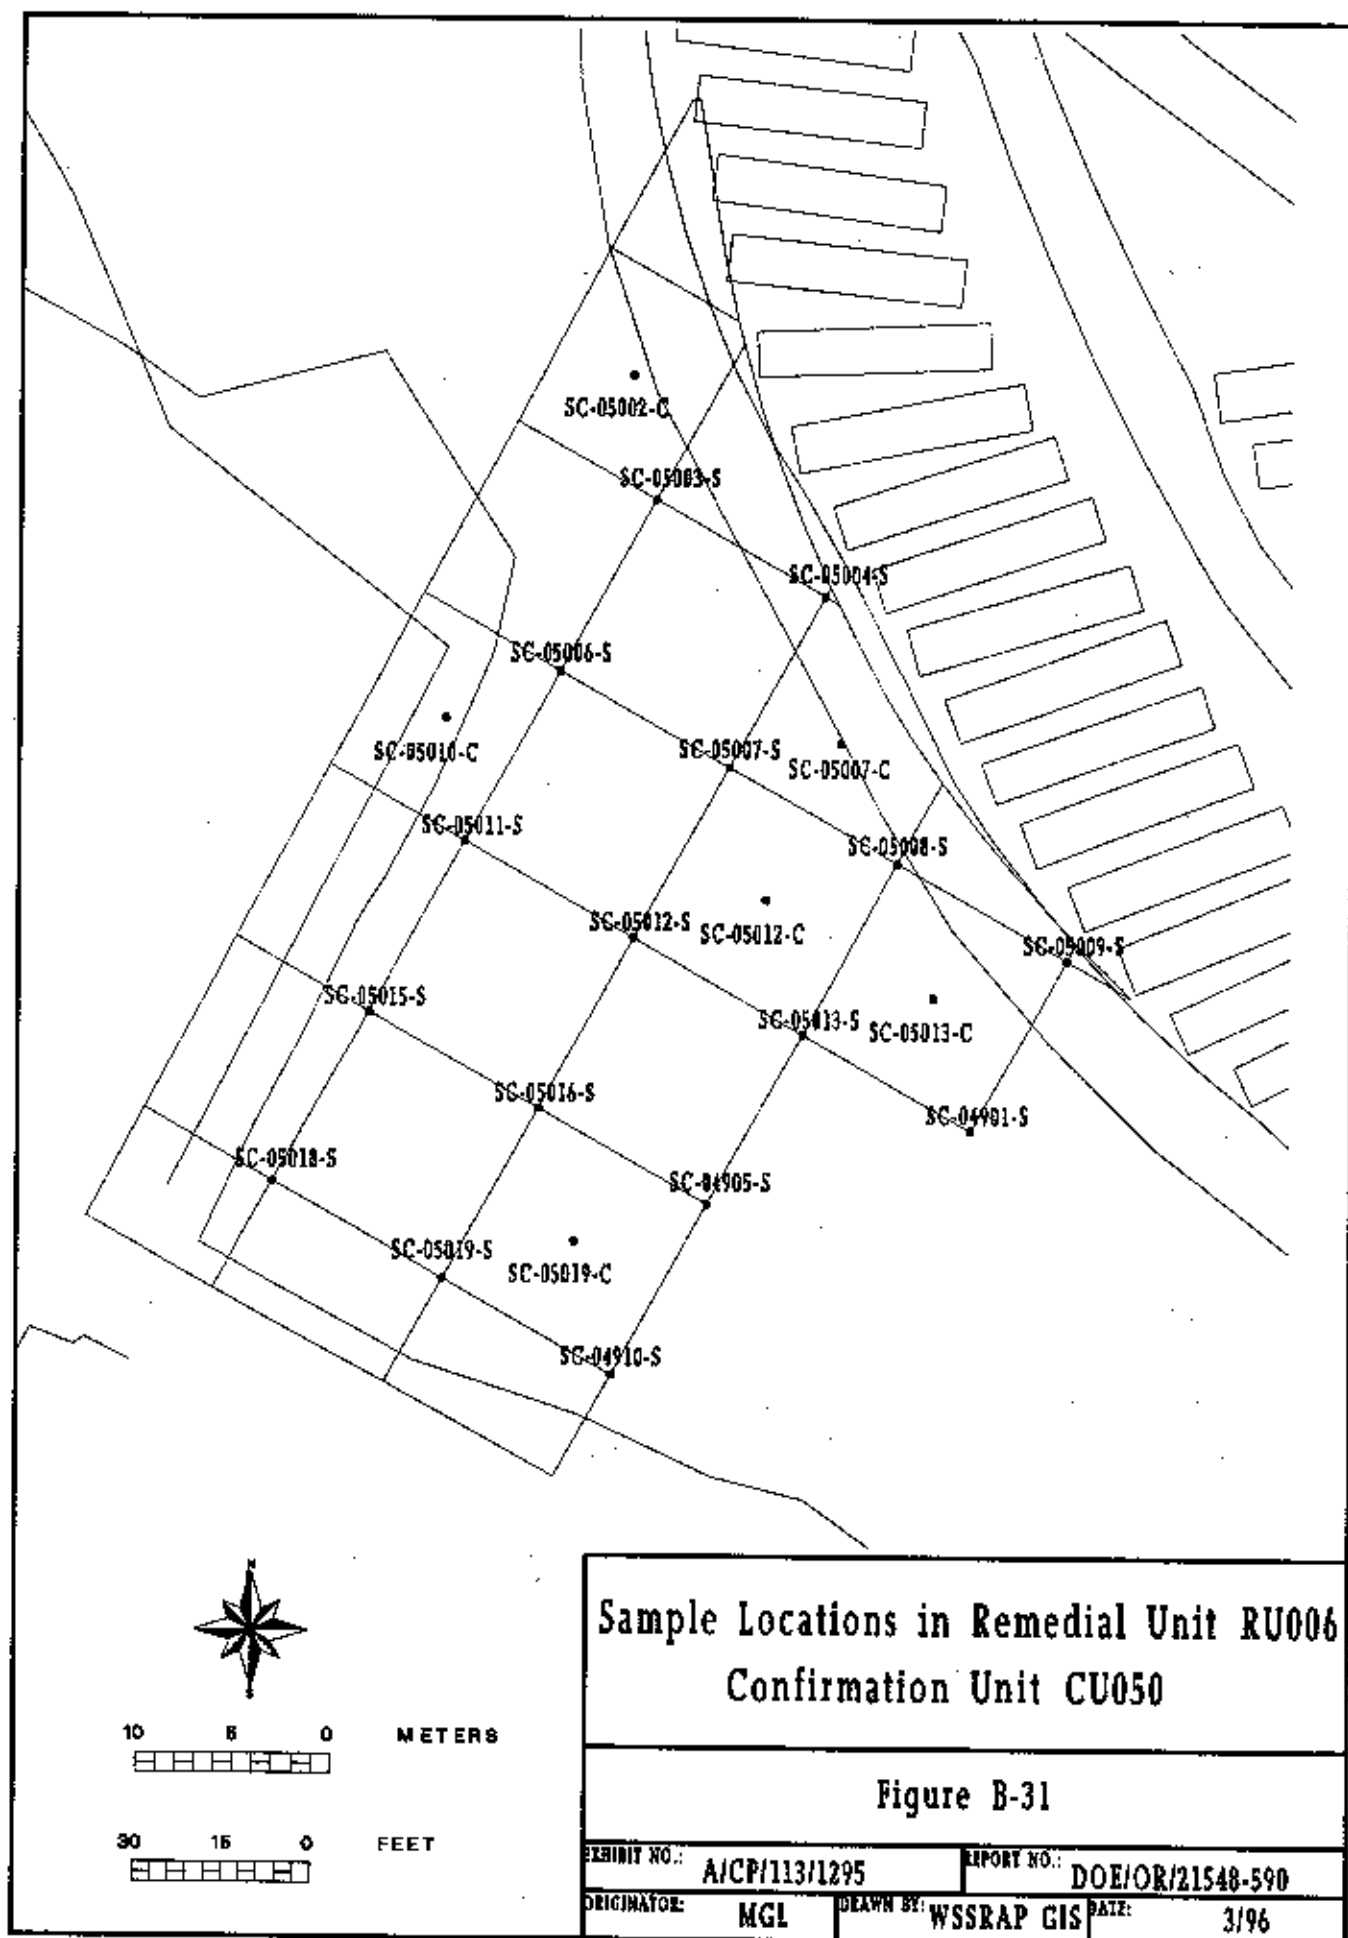 SC-05002-C
SC-05003-S
SC-05004-S
SC-05006-S
SC-05010-C
SC-05007-S
SC-05007-C
SC-05011-S
SC-05008-S
SC-05012-S
SC-05012-C
SC-05009-S
SC-05015-S
SC-05013-S
SC-05013-C
SC-05016-S
SC-04901-S
SC-05018-S
SC-04905-S
SC-05019-S
SC-05019-C
SC-04910-S
N
S
10 5 0 METERS
30 15 0 FEET
Sample Locations in Remedial Unit RU006
Confirmation Unit CU050
Figure B-31
EXHIBIT NO.: A/CP/113/1295 REPORT NO.: DOE/OR/21548-590
ORIGINATOR: MGL DRAWN BY: WSSRAP GIS DATE: 3/96